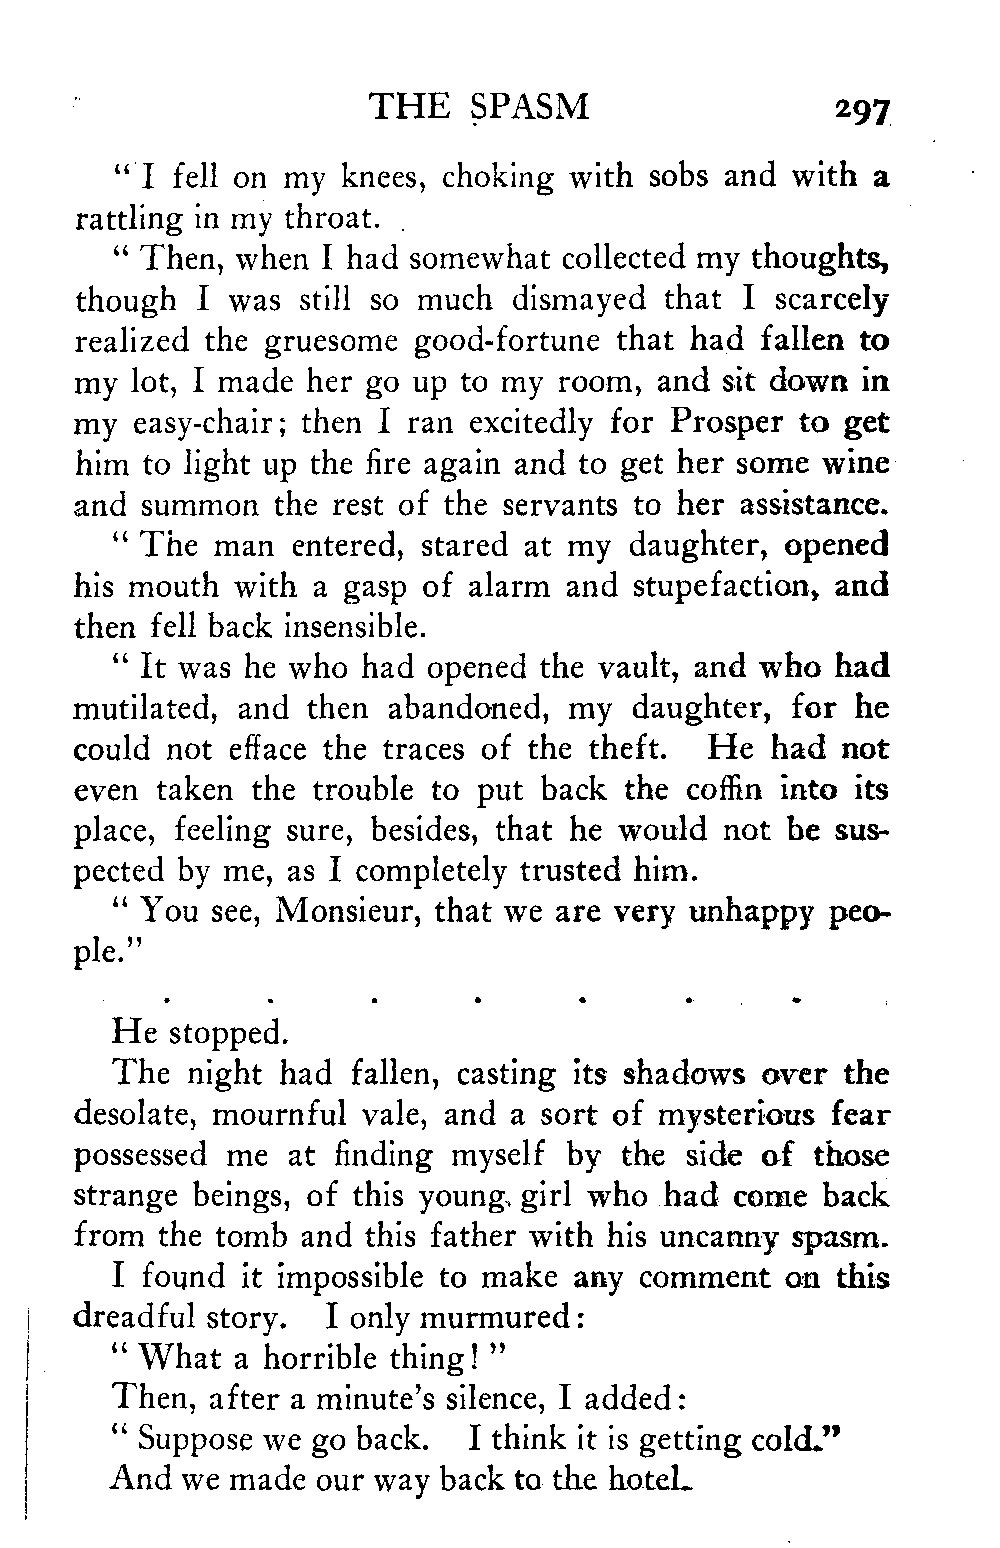 THE SPASM 297
" I fell on my knees, choking with sobs and with a
rattling in my throat.
" Then, when I had somewhat collected my thoughts,
though I was still so much dismayed that I scarcely
realized the gruesome good-fortune that had fallen to
my lot, I made her go up to my room, and sit down in
my easy-chair; then I ran excitedly for Prosper to get
him to light up the fire again and to get her some wine
and summon the rest of the servants to her assistance.
" The man entered, stared at my daughter, opened
his mouth with a gasp of alarm and stupefaction, and
then fell back insensible.
" It was he who had opened the vault, and who had
mutilated, and then abandoned, my daughter, for he
could not efface the traces of the theft. He had not
even taken the trouble to put back the coffin into its
place, feeling sure, besides, that he would not be sus-
pected by me, as I completely trusted him.
" You see, Monsieur, that we are very unhappy peo-
ple."
. . . . . . .
He stopped.
The night had fallen, casting its shadows over the
desolate, mournful vale, and a sort of mysterious fear
possessed me at finding myself by the side of those
strange beings, of this young girl who had come back
from the tomb and this father with his uncanny spasm.
I found it impossible to make any comment on this
dreadful story. I only murmured:
" What a horrible thing! "
Then, after a minute's silence, I added:
" Suppose we go back. I think it is getting cold."
And we made our way back to the hotel.